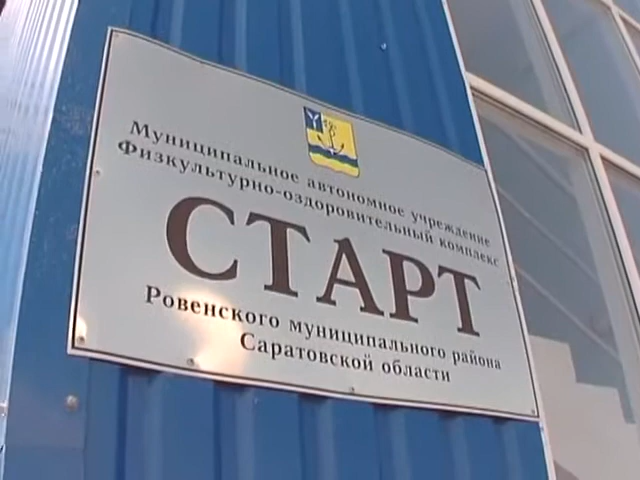 Муниципальное автономное учреждение
Физкультурно-оздоровительный комплекс
СТАРТ
Ровенского муниципального района
Саратовской области